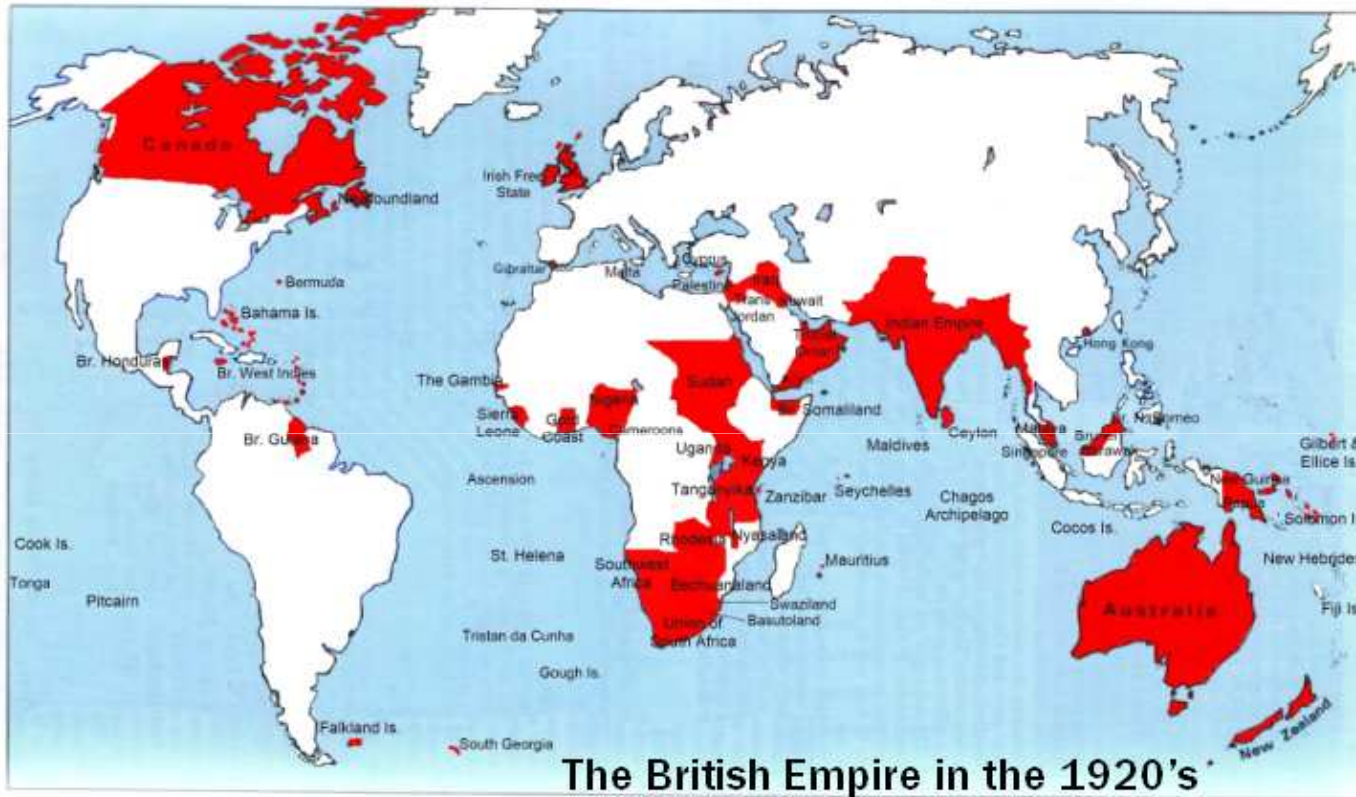 Canada
Newfoundland
Irish Free
State
Gibraltar
Malta
Cyprus
Palestine
Iraq
Trans
Jordan
Kuwait
Bermuda
Bahama Is.
Br. Honduras
Br. West Indies
Br. Guiana
The Gambia
Sierra
Leone
Gold
Coast
Nigeria
Cameroons
Sudan
Br. Somaliland
Uganda
Kenya
Tanganyika
Zanzibar
Oman
Indian Empire
Hong Kong
Ceylon
Maldives
Malaya
Singapore
Brunei
Sarawak
Br. N. Borneo
Gilbert &
Ellice Is
New Guinea
Papua
Solomon Is
Ascension
Seychelles
Chagos
Archipelago
Cocos Is.
Cook Is.
Tonga
Pitcairn
St. Helena
Rhodesia
Nyasaland
Southwest
Africa
Bechuanaland
Mauritius
Swaziland
Basutoland
Union of
South Africa
Tristan da Cunha
Gough Is.
New Hebrides
Fiji Is
Australia
New Zealand
Falkland Is.
South Georgia
The British Empire in the 1920's